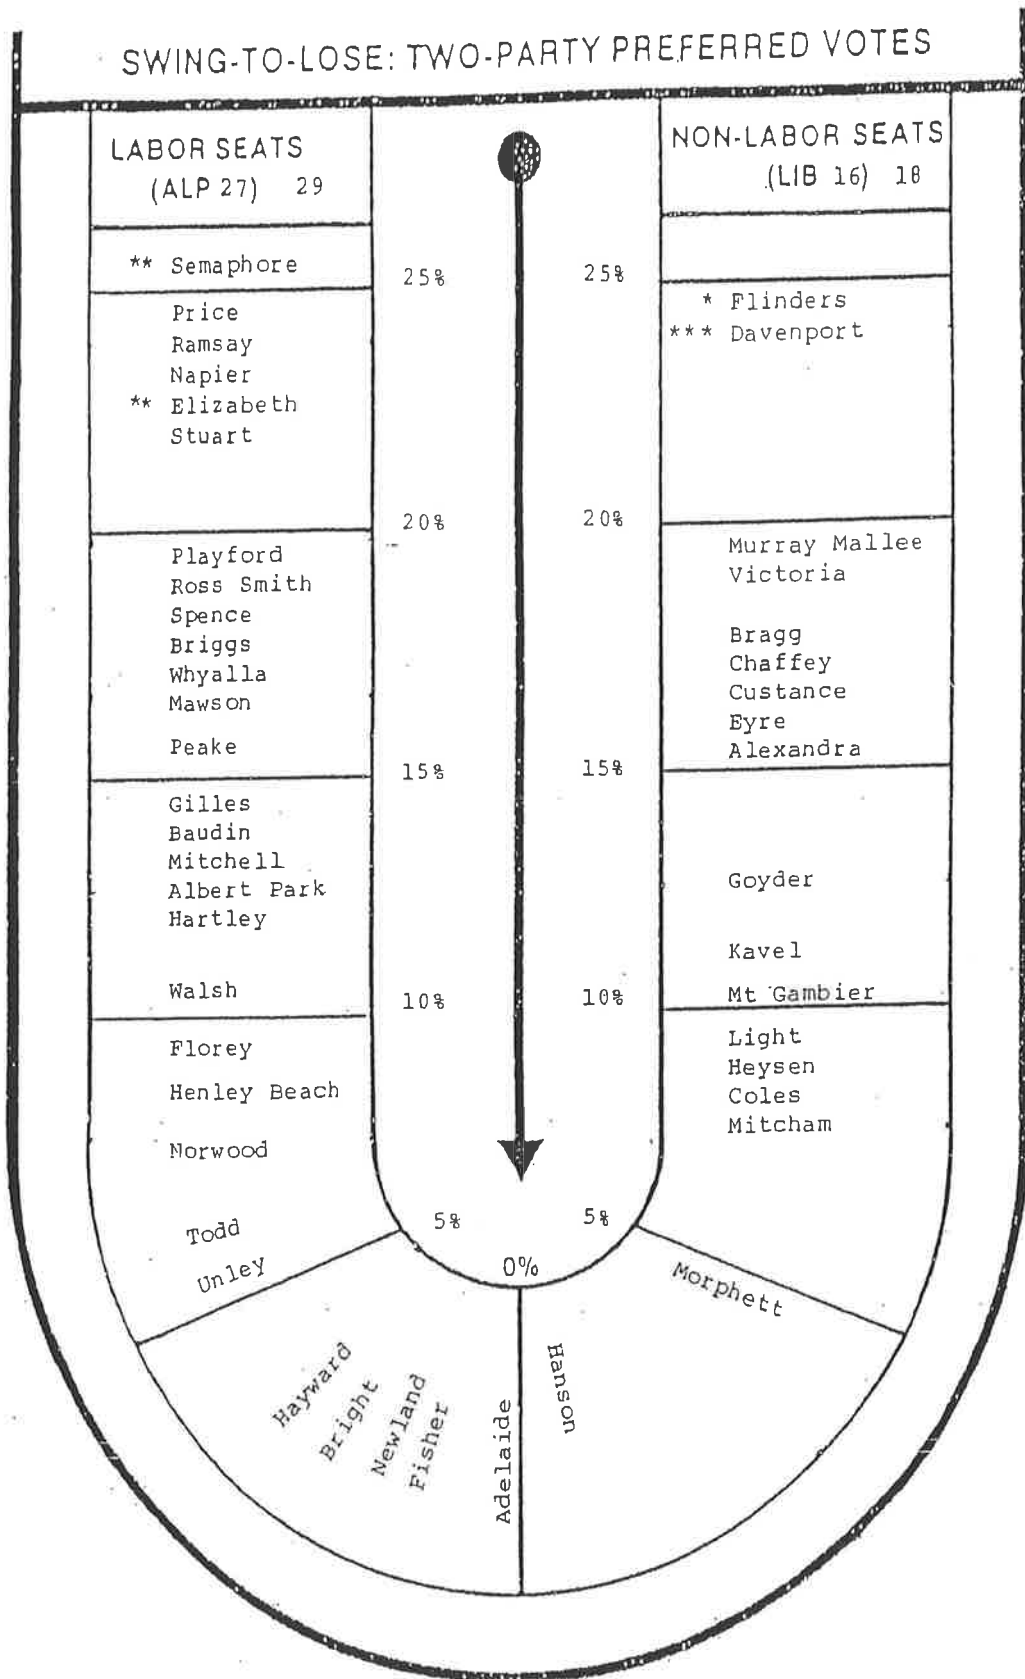 SWING-TO-LOSE: TWO-PARTY PREFERRED VOTES
LABOR SEATS
(ALP 27) 29
** Semaphore
Price
Ramsay
Napier
** Elizabeth
Stuart
Playford
Ross Smith
Spence
Briggs
Whyalla
Mawson
Peake
Gilles
Baudin
Mitchell
Albert Park
Hartley
Walsh
Florey
Henley Beach
Norwood
Todd
Unley
Hayward
Bright
Newland
Fisher
Adelaide
25% 25%
20% 20%
15% 15%
10% 10%
5% 5%
0%
NON-LABOR SEATS
(LIB 16) 18
* Flinders
*** Davenport
Murray Mallee
Victoria
Bragg
Chaffey
Custance
Eyre
Alexandra
Goyder
Kavel
Mt Gambier
Light
Heysen
Coles
Mitcham
Morphett
Hanson